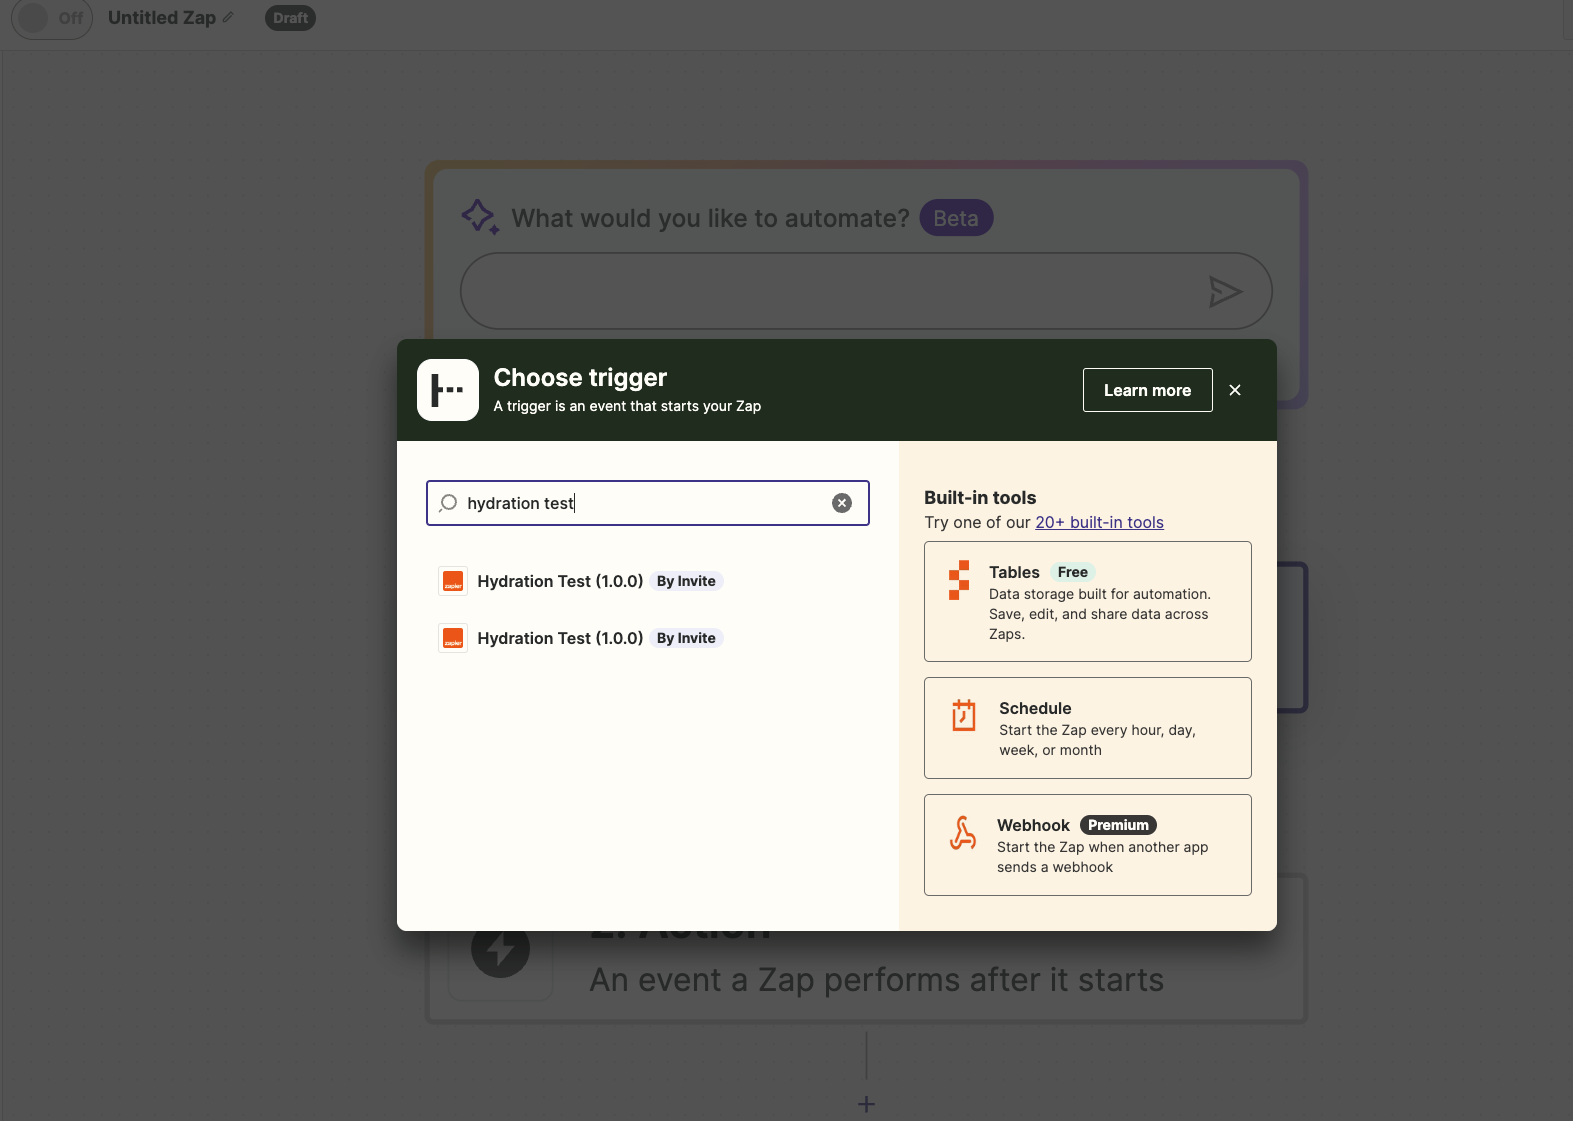 Off
Untitled Zap
Draft
What would you like to automate?
Beta
Choose trigger
A trigger is an event that starts your Zap
Learn more
hydration test
zapier
Hydration Test (1.0.0)
By Invite
zapier
Hydration Test (1.0.0)
By Invite
Built-in tools
Try one of our 20+ built-in tools
Tables
Free
Data storage built for automation.
Save, edit, and share data across
Zaps.
Schedule
Start the Zap every hour, day,
week, or month
Webhook
Premium
Start the Zap when another app
sends a webhook
2. Action
An event a Zap performs after it starts